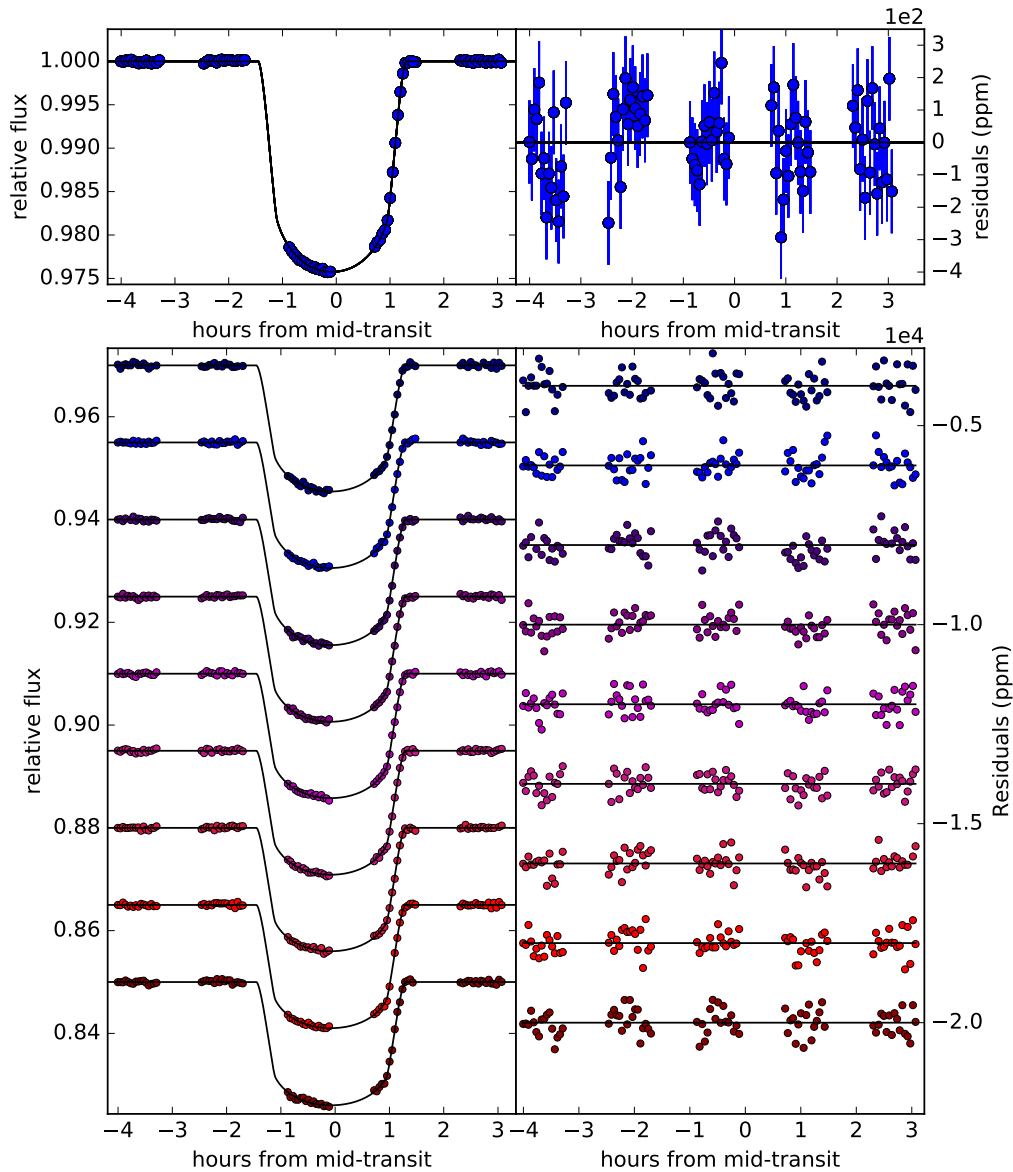 1e2
1.000
0.995
0.990
0.985
0.980
0.975
relative flux
3
2
1
0
−1
−2
−3
−4
residuals (ppm)
−4 −3 −2 −1 0 1 2 3
−4 −3 −2 −1 0 1 2 3
hours from mid-transit
hours from mid-transit
1e4
0.96
0.94
0.92
0.90
0.88
0.86
0.84
relative flux
−0.5
−1.0
−1.5
−2.0
Residuals (ppm)
−4 −3 −2 −1 0 1 2 3
−4 −3 −2 −1 0 1 2 3
hours from mid-transit
hours from mid-transit